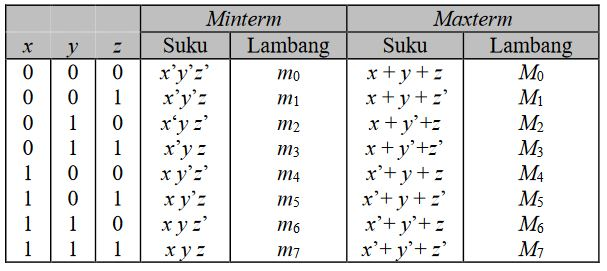 Minterm Maxterm
x y z Suku Lambang Suku Lambang
0 0 0 x’y’z’ m0 x + y + z M0
0 0 1 x’y’z m1 x + y + z’ M1
0 1 0 x‘y z’ m2 x + y’+z M2
0 1 1 x’y z m3 x + y’+z’ M3
1 0 0 x y’z’ m4 x’+ y + z M4
1 0 1 x y’z m5 x’+ y + z’ M5
1 1 0 x y z’ m6 x’+ y’+ z M6
1 1 1 x y z m7 x’+ y’+ z’ M7